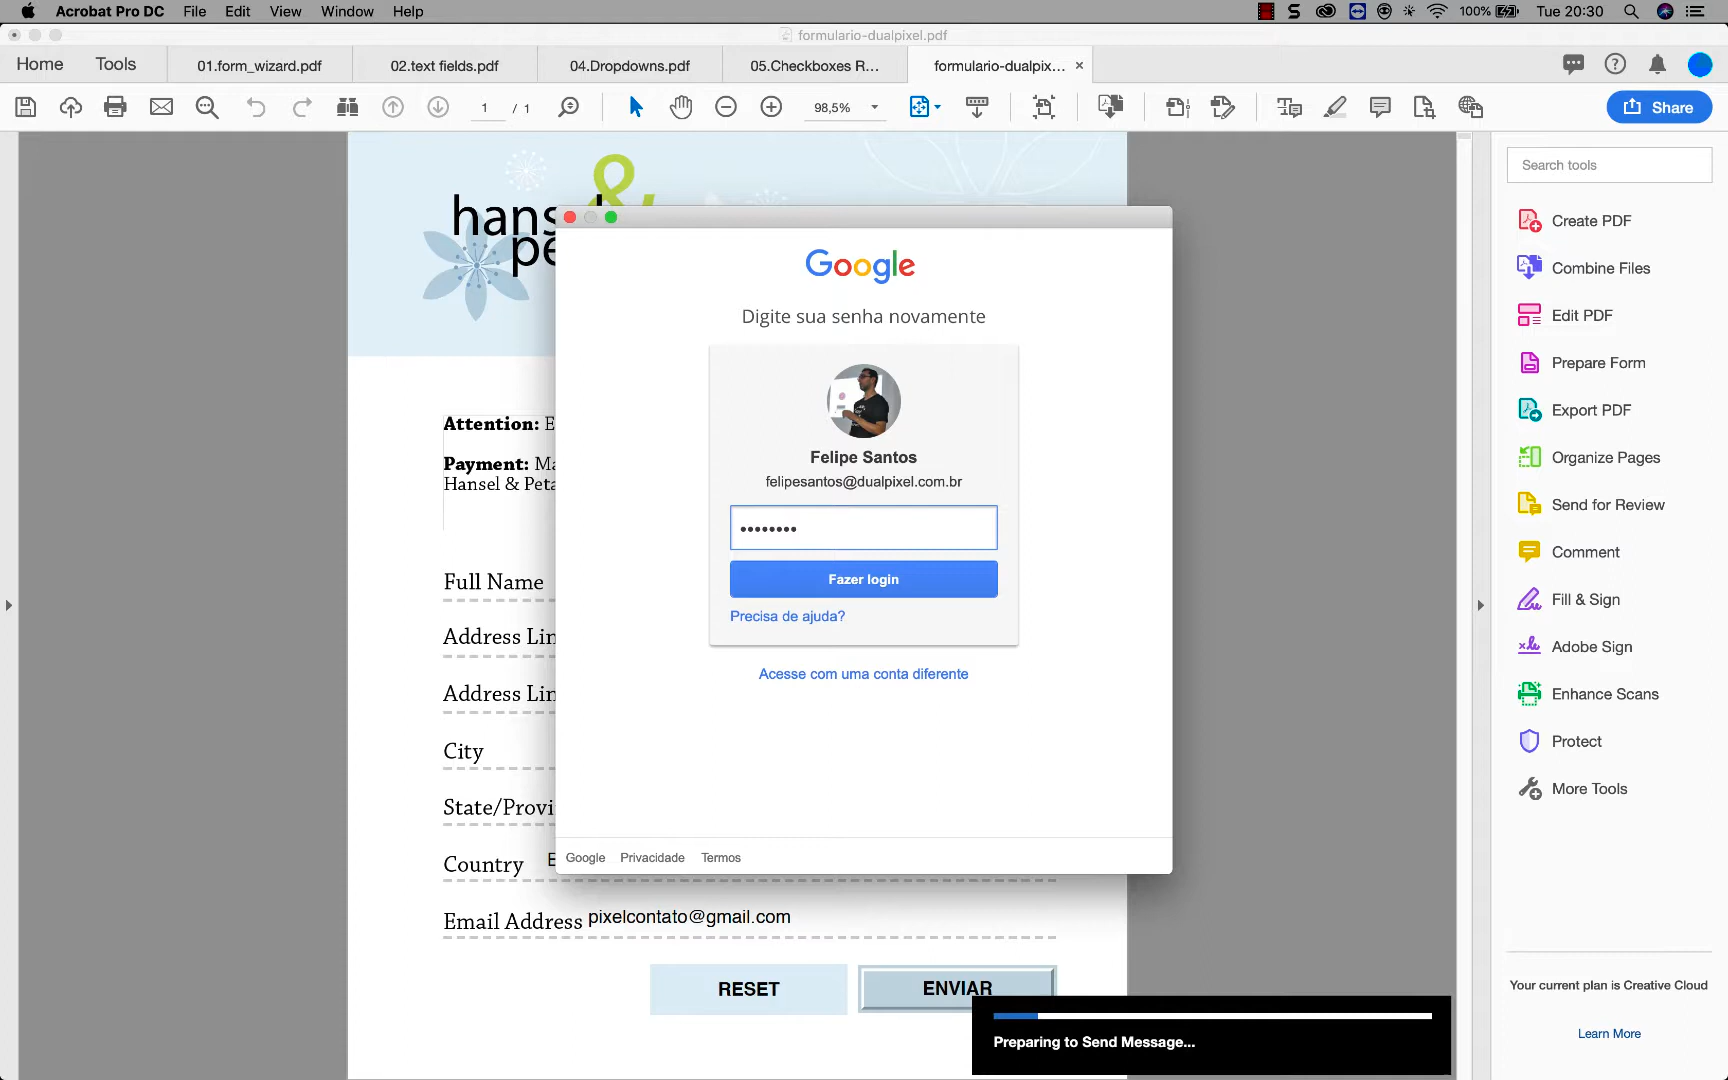 Acrobat Pro DC File Edit View Window Help 100% Tue 20:30
formulario-dualpixel.pdf
Home Tools 01.form_wizard.pdf 02.text fields.pdf 04.Dropdowns.pdf 05.Checkboxes R... formulario-dualpix... ×
1 / 1 98,5% Share
Search tools
Create PDF
Combine Files
Edit PDF
Prepare Form
Export PDF
Organize Pages
Send for Review
Comment
Fill & Sign
Adobe Sign
Enhance Scans
Protect
More Tools
Your current plan is Creative Cloud
Learn More
hans
&
pe
Attention: E
Payment: Ma
Hansel & Peta
Full Name
Address Lin
Address Lin
City
State/Provi
Country
Email Address pixelcontato@gmail.com
RESET ENVIAR
Google
Digite sua senha novamente
Felipe Santos
felipesantos@dualpixel.com.br
••••••••
Fazer login
Precisa de ajuda?
Acesse com uma conta diferente
Google Privacidade Termos
Preparing to Send Message...